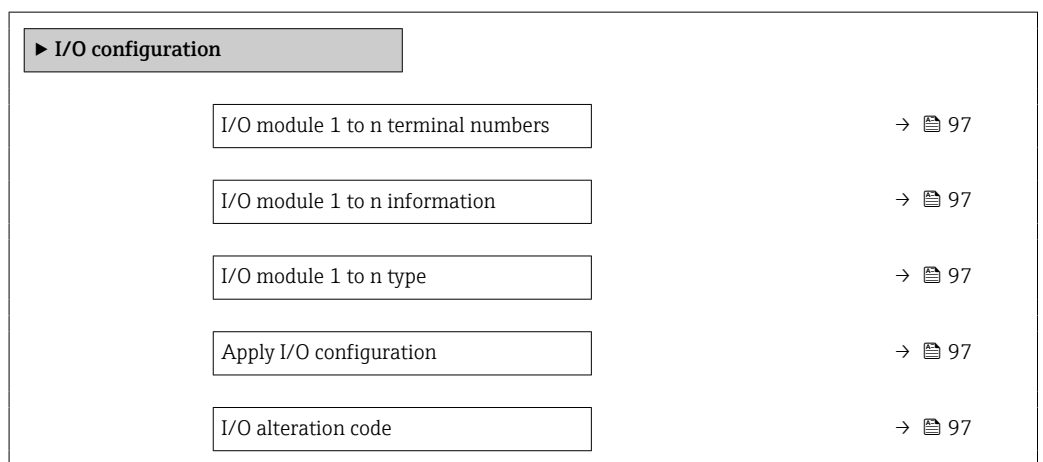 ► I/O configuration
I/O module 1 to n terminal numbers → 97
I/O module 1 to n information → 97
I/O module 1 to n type → 97
Apply I/O configuration → 97
I/O alteration code → 97